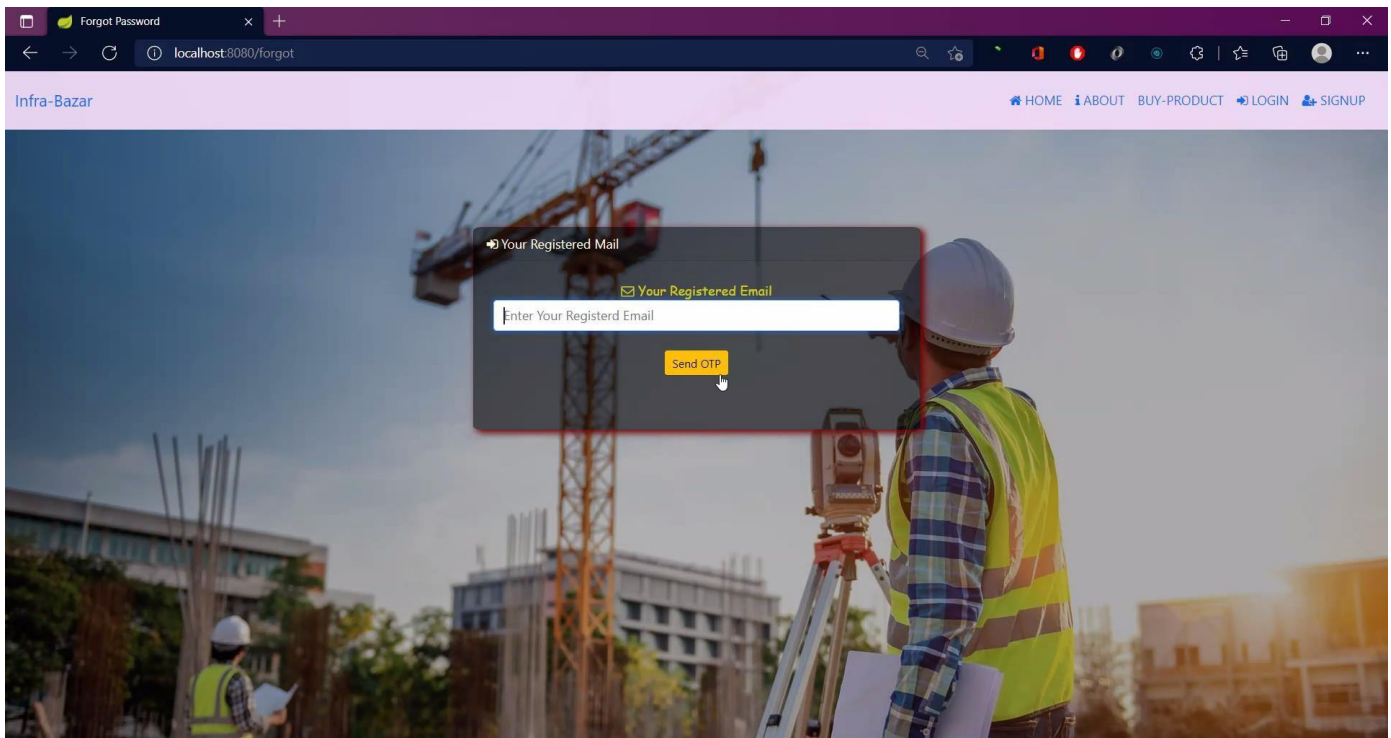 Forgot Password
localhost:8080/forgot
Infra-Bazar
HOME ABOUT BUY-PRODUCT LOGIN SIGNUP
Your Registered Mail
Your Registered Email
Enter Your Registerd Email
Send OTP